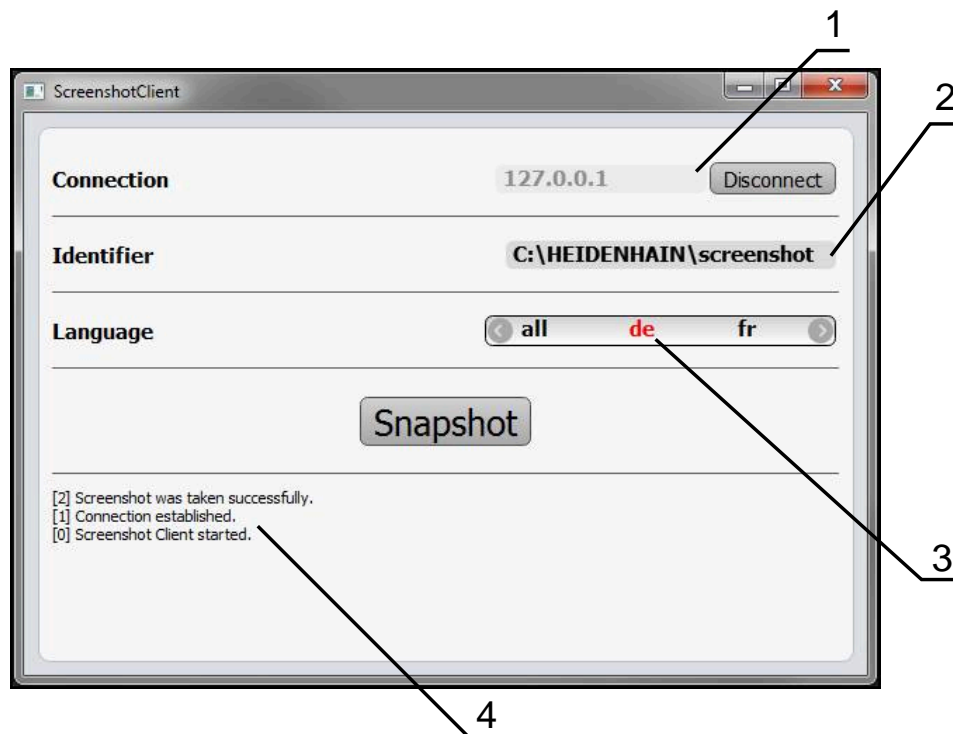 1
ScreenshotClient
2
Connection 127.0.0.1 Disconnect
Identifier C:\HEIDENHAIN\screenshot
Language all de fr
Snapshot
[2] Screenshot was taken successfully.
[1] Connection established.
[0] Screenshot Client started.
3
4